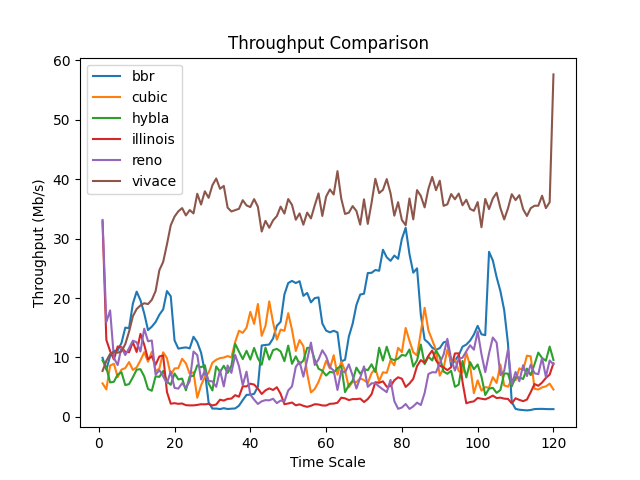 Throughput Comparison
bbr
cubic
hybla
illinois
reno
vivace
Throughput (Mb/s)
60
50
40
30
20
10
0
0 20 40 60 80 100 120
Time Scale